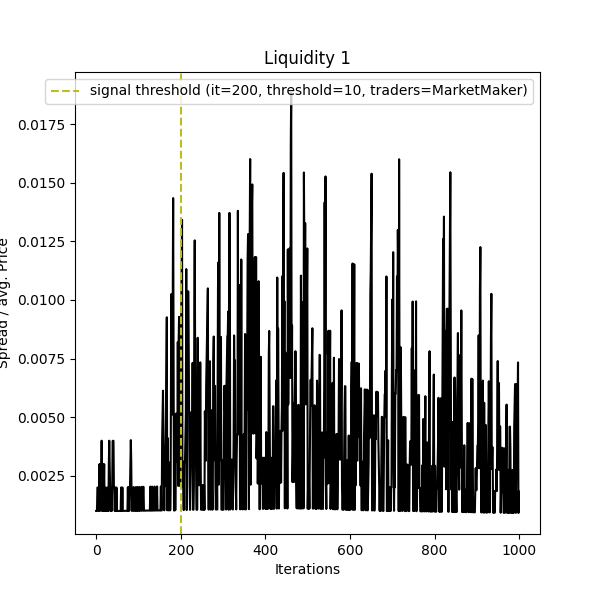 Liquidity 1
signal threshold (it=200, threshold=10, traders=MarketMaker)
0.0175
0.0150
0.0125
0.0100
0.0075
0.0050
0.0025
Spread / avg. Price
0 200 400 600 800 1000
Iterations